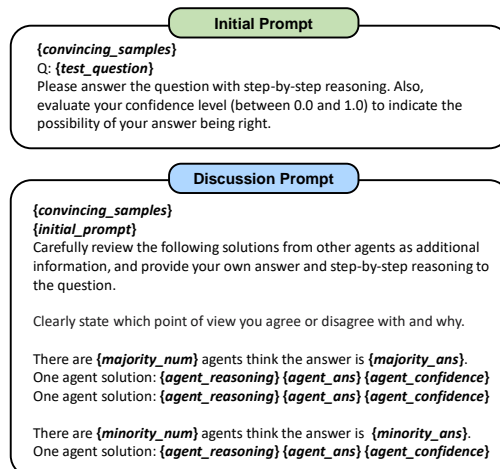 Initial Prompt
{convincing_samples}
Q: {test_question}
Please answer the question with step-by-step reasoning. Also,
evaluate your confidence level (between 0.0 and 1.0) to indicate the
possibility of your answer being right.
Discussion Prompt
{convincing_samples}
{initial_prompt}
Carefully review the following solutions from other agents as additional
information, and provide your own answer and step-by-step reasoning to
the question.
Clearly state which point of view you agree or disagree with and why.
There are {majority_num} agents think the answer is {majority_ans}.
One agent solution: {agent_reasoning} {agent_ans} {agent_confidence}
One agent solution: {agent_reasoning} {agent_ans} {agent_confidence}
There are {minority_num} agents think the answer is {minority_ans}.
One agent solution: {agent_reasoning} {agent_ans} {agent_confidence}